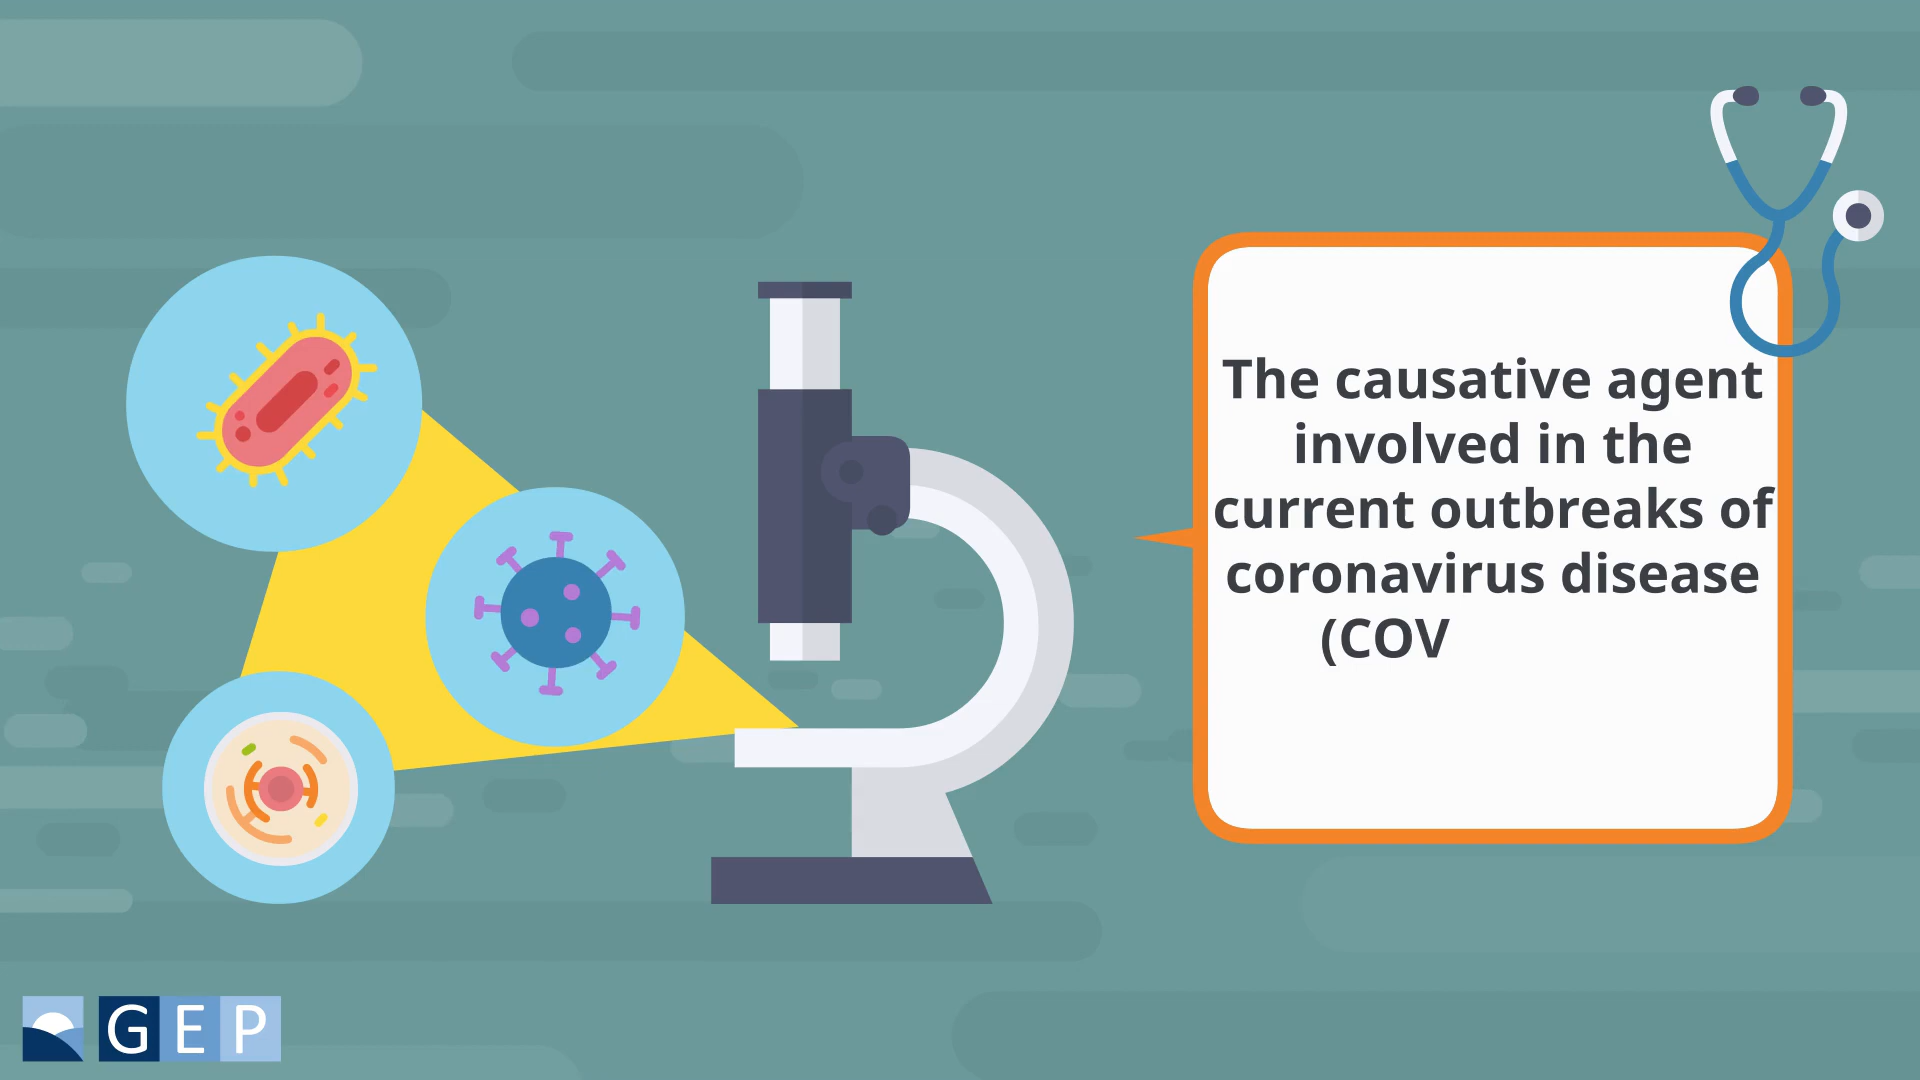 The causative agent
involved in the
current outbreaks of
coronavirus disease
(COV
GEP